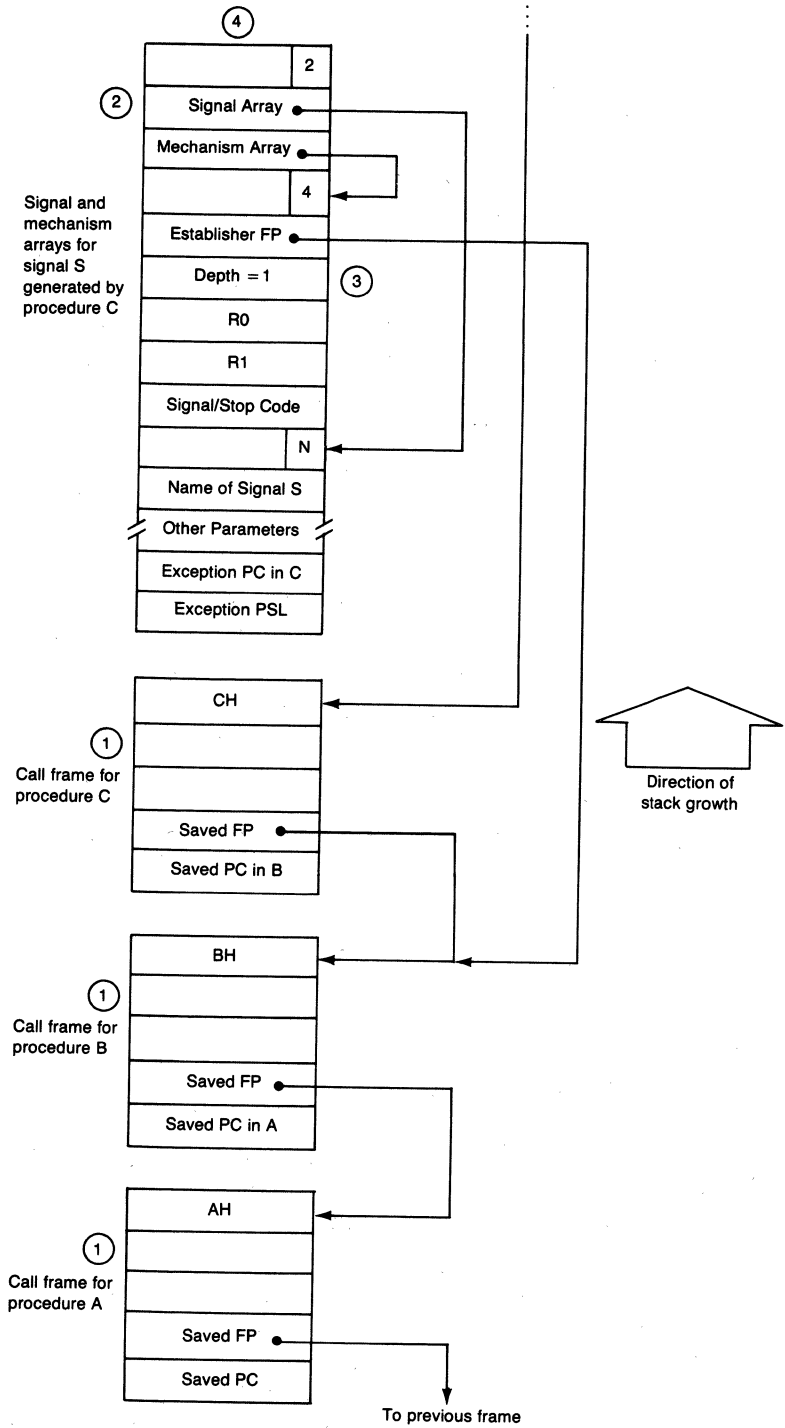 4
2
2
Signal Array
Mechanism Array
4
Signal and
mechanism
arrays for
signal S
generated by
procedure C
Establisher FP
Depth = 1
3
R0
R1
Signal/Stop Code
N
Name of Signal S
Other Parameters
Exception PC in C
Exception PSL
CH
1
Call frame for
procedure C
Saved FP
Saved PC in B
Direction of
stack growth
BH
1
Call frame for
procedure B
Saved FP
Saved PC in A
AH
1
Call frame for
procedure A
Saved FP
Saved PC
To previous frame